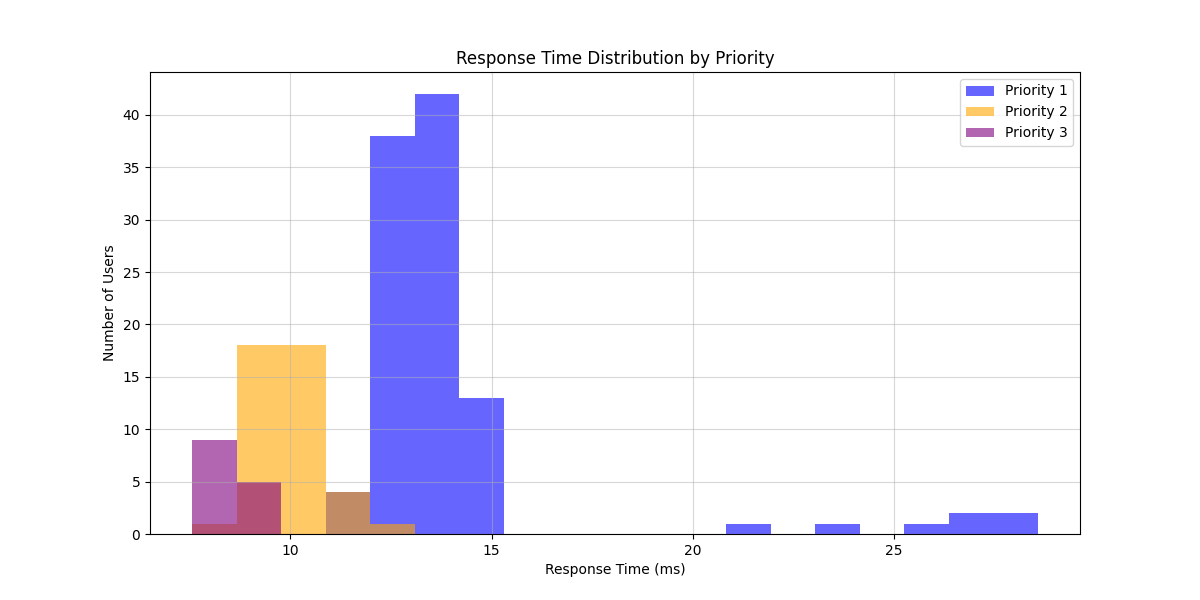 Response Time Distribution by Priority
Priority 1
Priority 2
Priority 3
Number of Users
40
35
30
25
20
15
10
5
0
10 15 20 25
Response Time (ms)